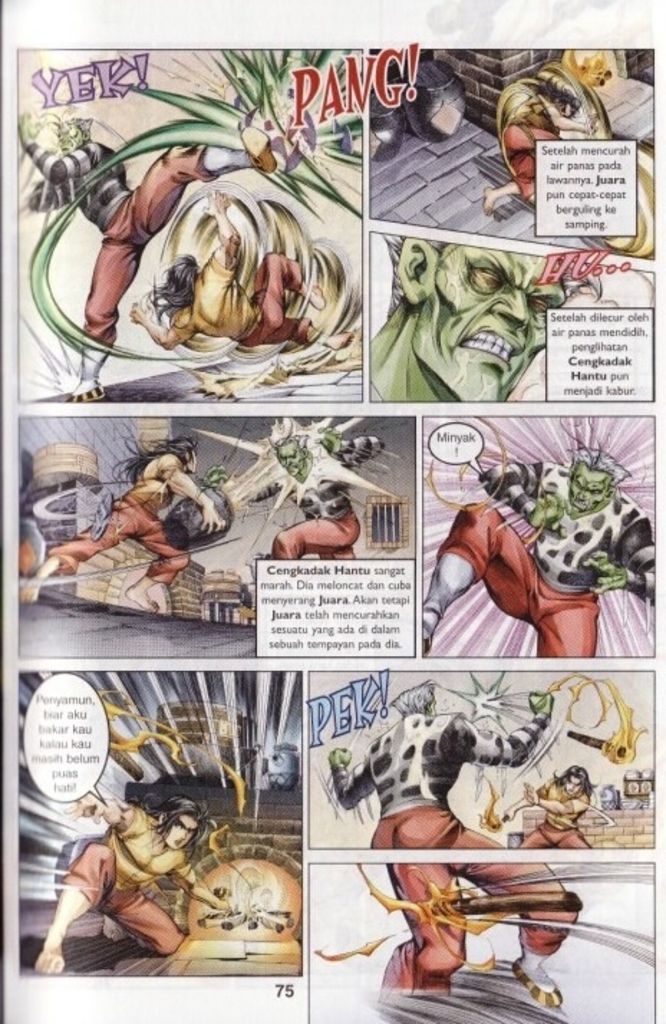 YEK!
PANG!
Setelah mencurah
air panas pada
lawannya. Juara
pun cepat-cepat
berguling ke
samping.
HU...
Setelah dilecur oleh
air panas mendidih,
penglihatan
Cengkadak
Hantu pun
menjadi kabur.
Cengkadak Hantu sangat
marah. Dia meloncat dan cuba
menyerang Juara. Akan tetapi
Juara telah mencurahkan
sesuatu yang ada di dalam
sebuah tempayan pada dia.
Minyak
!
Penyamun,
biar aku
bakar kau
kalau kau
masih belum
puas
hati!
PEK!
75